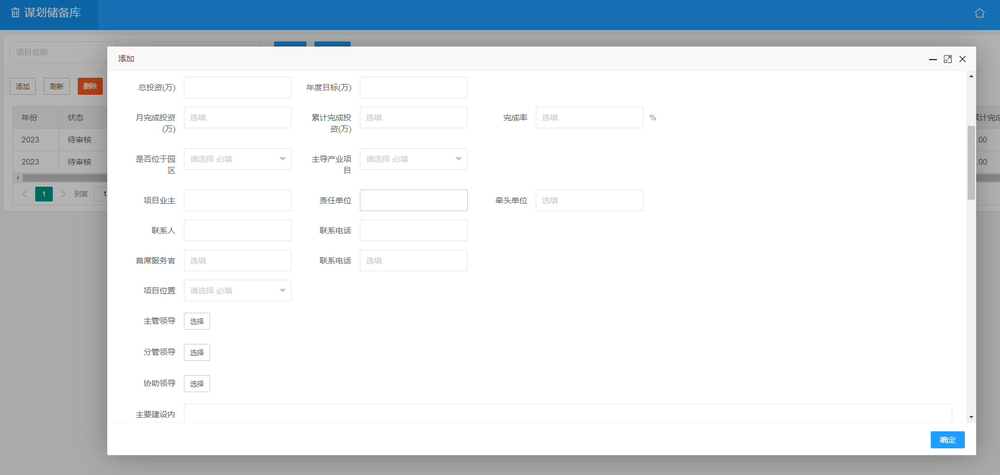 谋划储备库
项目名称
添加 刷新 删除
年份 状态 累计完成
2023 待审核 .00
2023 待审核 .00
1 到第 1
添加
总投资(万) 年度目标(万)
月完成投资 选填 累计完成投 选填 完成率 选填 %
(万) 资(万)
是否位于园 请选择 必填 主导产业项 请选择 必填
区 目
项目业主 责任单位 牵头单位 选填
联系人 联系电话
首席服务官 选填 联系电话 选填
项目位置 请选择 必填
主管领导 选择
分管领导 选择
协助领导 选择
主要建设内
确定